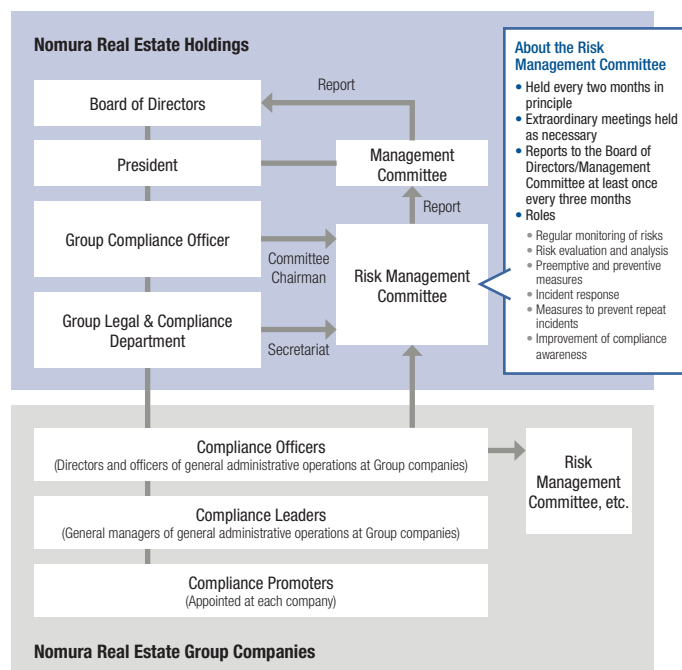 Nomura Real Estate Holdings
Board of Directors
President
Group Compliance Officer
Group Legal & Compliance
Department
Report
Management
Committee
Report
Committee
Chairman
Risk Management
Committee
Secretariat
About the Risk
Management Committee
• Held every two months in
principle
• Extraordinary meetings held
as necessary
• Reports to the Board of
Directors/Management
Committee at least once
every three months
• Roles
• Regular monitoring of risks
• Risk evaluation and analysis
• Preemptive and preventive
measures
• Incident response
• Measures to prevent repeat
incidents
• Improvement of compliance
awareness
Compliance Officers
(Directors and officers of general administrative operations at Group companies)
Risk
Management
Committee, etc.
Compliance Leaders
(General managers of general administrative operations at Group companies)
Compliance Promoters
(Appointed at each company)
Nomura Real Estate Group Companies